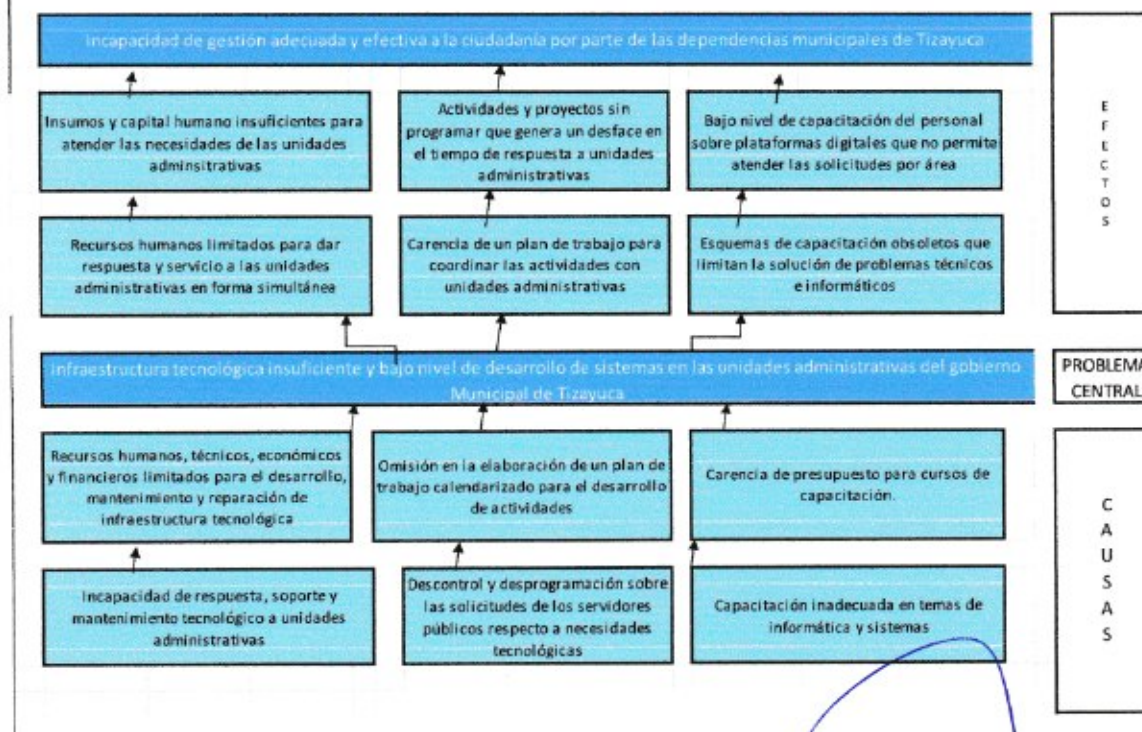 Incapacidad de gestión adecuada y efectiva a la ciudadanía por parte de las dependencias municipales de Tizayuca
Insumos y capital humano insuficientes para
atender las necesidades de las unidades
adminsitrativas
Actividades y proyectos sin
programar que genera un desface en
el tiempo de respuesta a unidades
administrativas
Bajo nivel de capacitación del personal
sobre plataformas digitales que no permite
atender las solicitudes por área
Recursos humanos limitados para dar
respuesta y servicio a las unidades
administrativas en forma simultánea
Carencia de un plan de trabajo para
coordinar las actividades con
unidades administrativas
Esquemas de capacitación obsoletos que
limitan la solución de problemas técnicos
e informáticos
EFECTOS
Infraestructura tecnológica insuficiente y bajo nivel de desarrollo de sistemas en las unidades administrativas del gobierno
Municipal de Tizayuca
PROBLEMA
CENTRAL
Recursos humanos, técnicos, económicos
y financieros limitados para el desarrollo,
mantenimiento y reparación de
infraestructura tecnológica
Omisión en la elaboración de un plan de
trabajo calendarizado para el desarrollo
de actividades
Carencia de presupuesto para cursos de
capacitación.
Incapacidad de respuesta, soporte y
mantenimiento tecnológico a unidades
administrativas
Descontrol y desprogramación sobre
las solicitudes de los servidores
públicos respecto a necesidades
tecnológicas
Capacitación inadecuada en temas de
informática y sistemas
CAUSAS